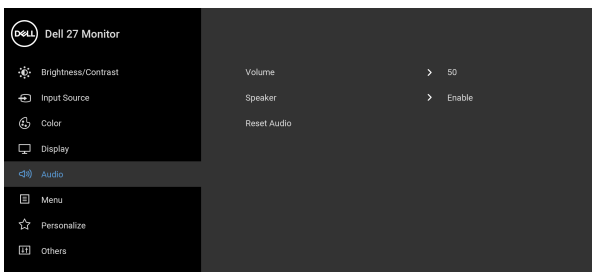 DELL Dell 27 Monitor
Brightness/Contrast
Input Source
Color
Display
Audio
Menu
Personalize
Others
Volume > 50
Speaker > Enable
Reset Audio